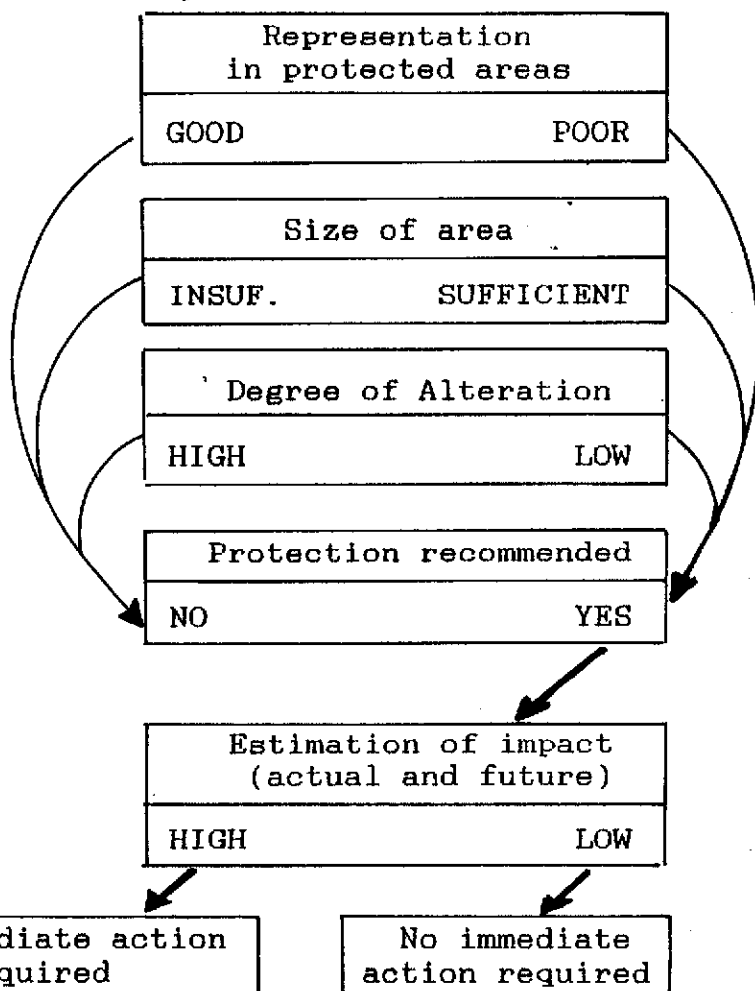 Representation
in protected areas
GOOD POOR
Size of area
INSUF. SUFFICIENT
Degree of Alteration
HIGH LOW
Protection recommended
NO YES
Estimation of impact
(actual and future)
HIGH LOW
diate action
quired
No immediate
action required